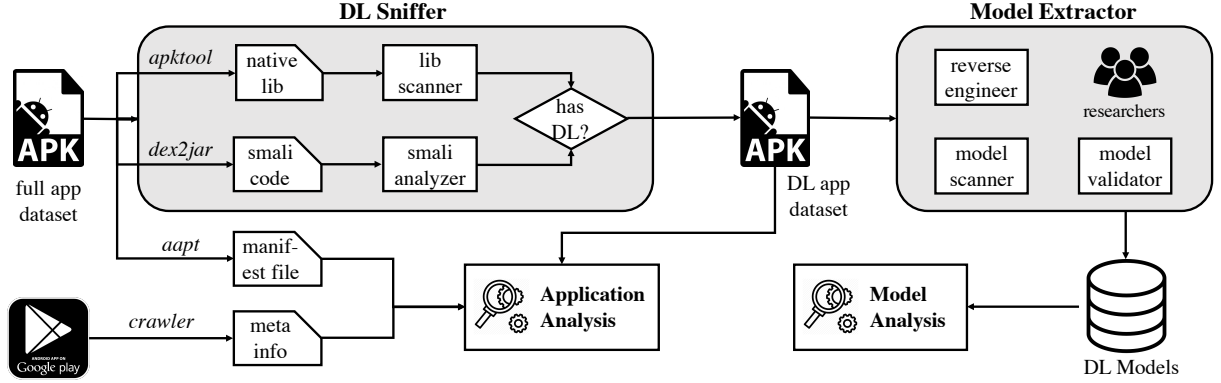 DL Sniffer
Model Extractor
apktool
native
lib
lib
scanner
has
DL?
dex2jar
smali
code
smali
analyzer
APK
full app
dataset
APK
DL app
dataset
reverse
engineer
researchers
model
scanner
model
validator
aapt
manif-
est file
crawler
meta
info
ANDROID APP ON
Google play
Application
Analysis
Model
Analysis
DL Models